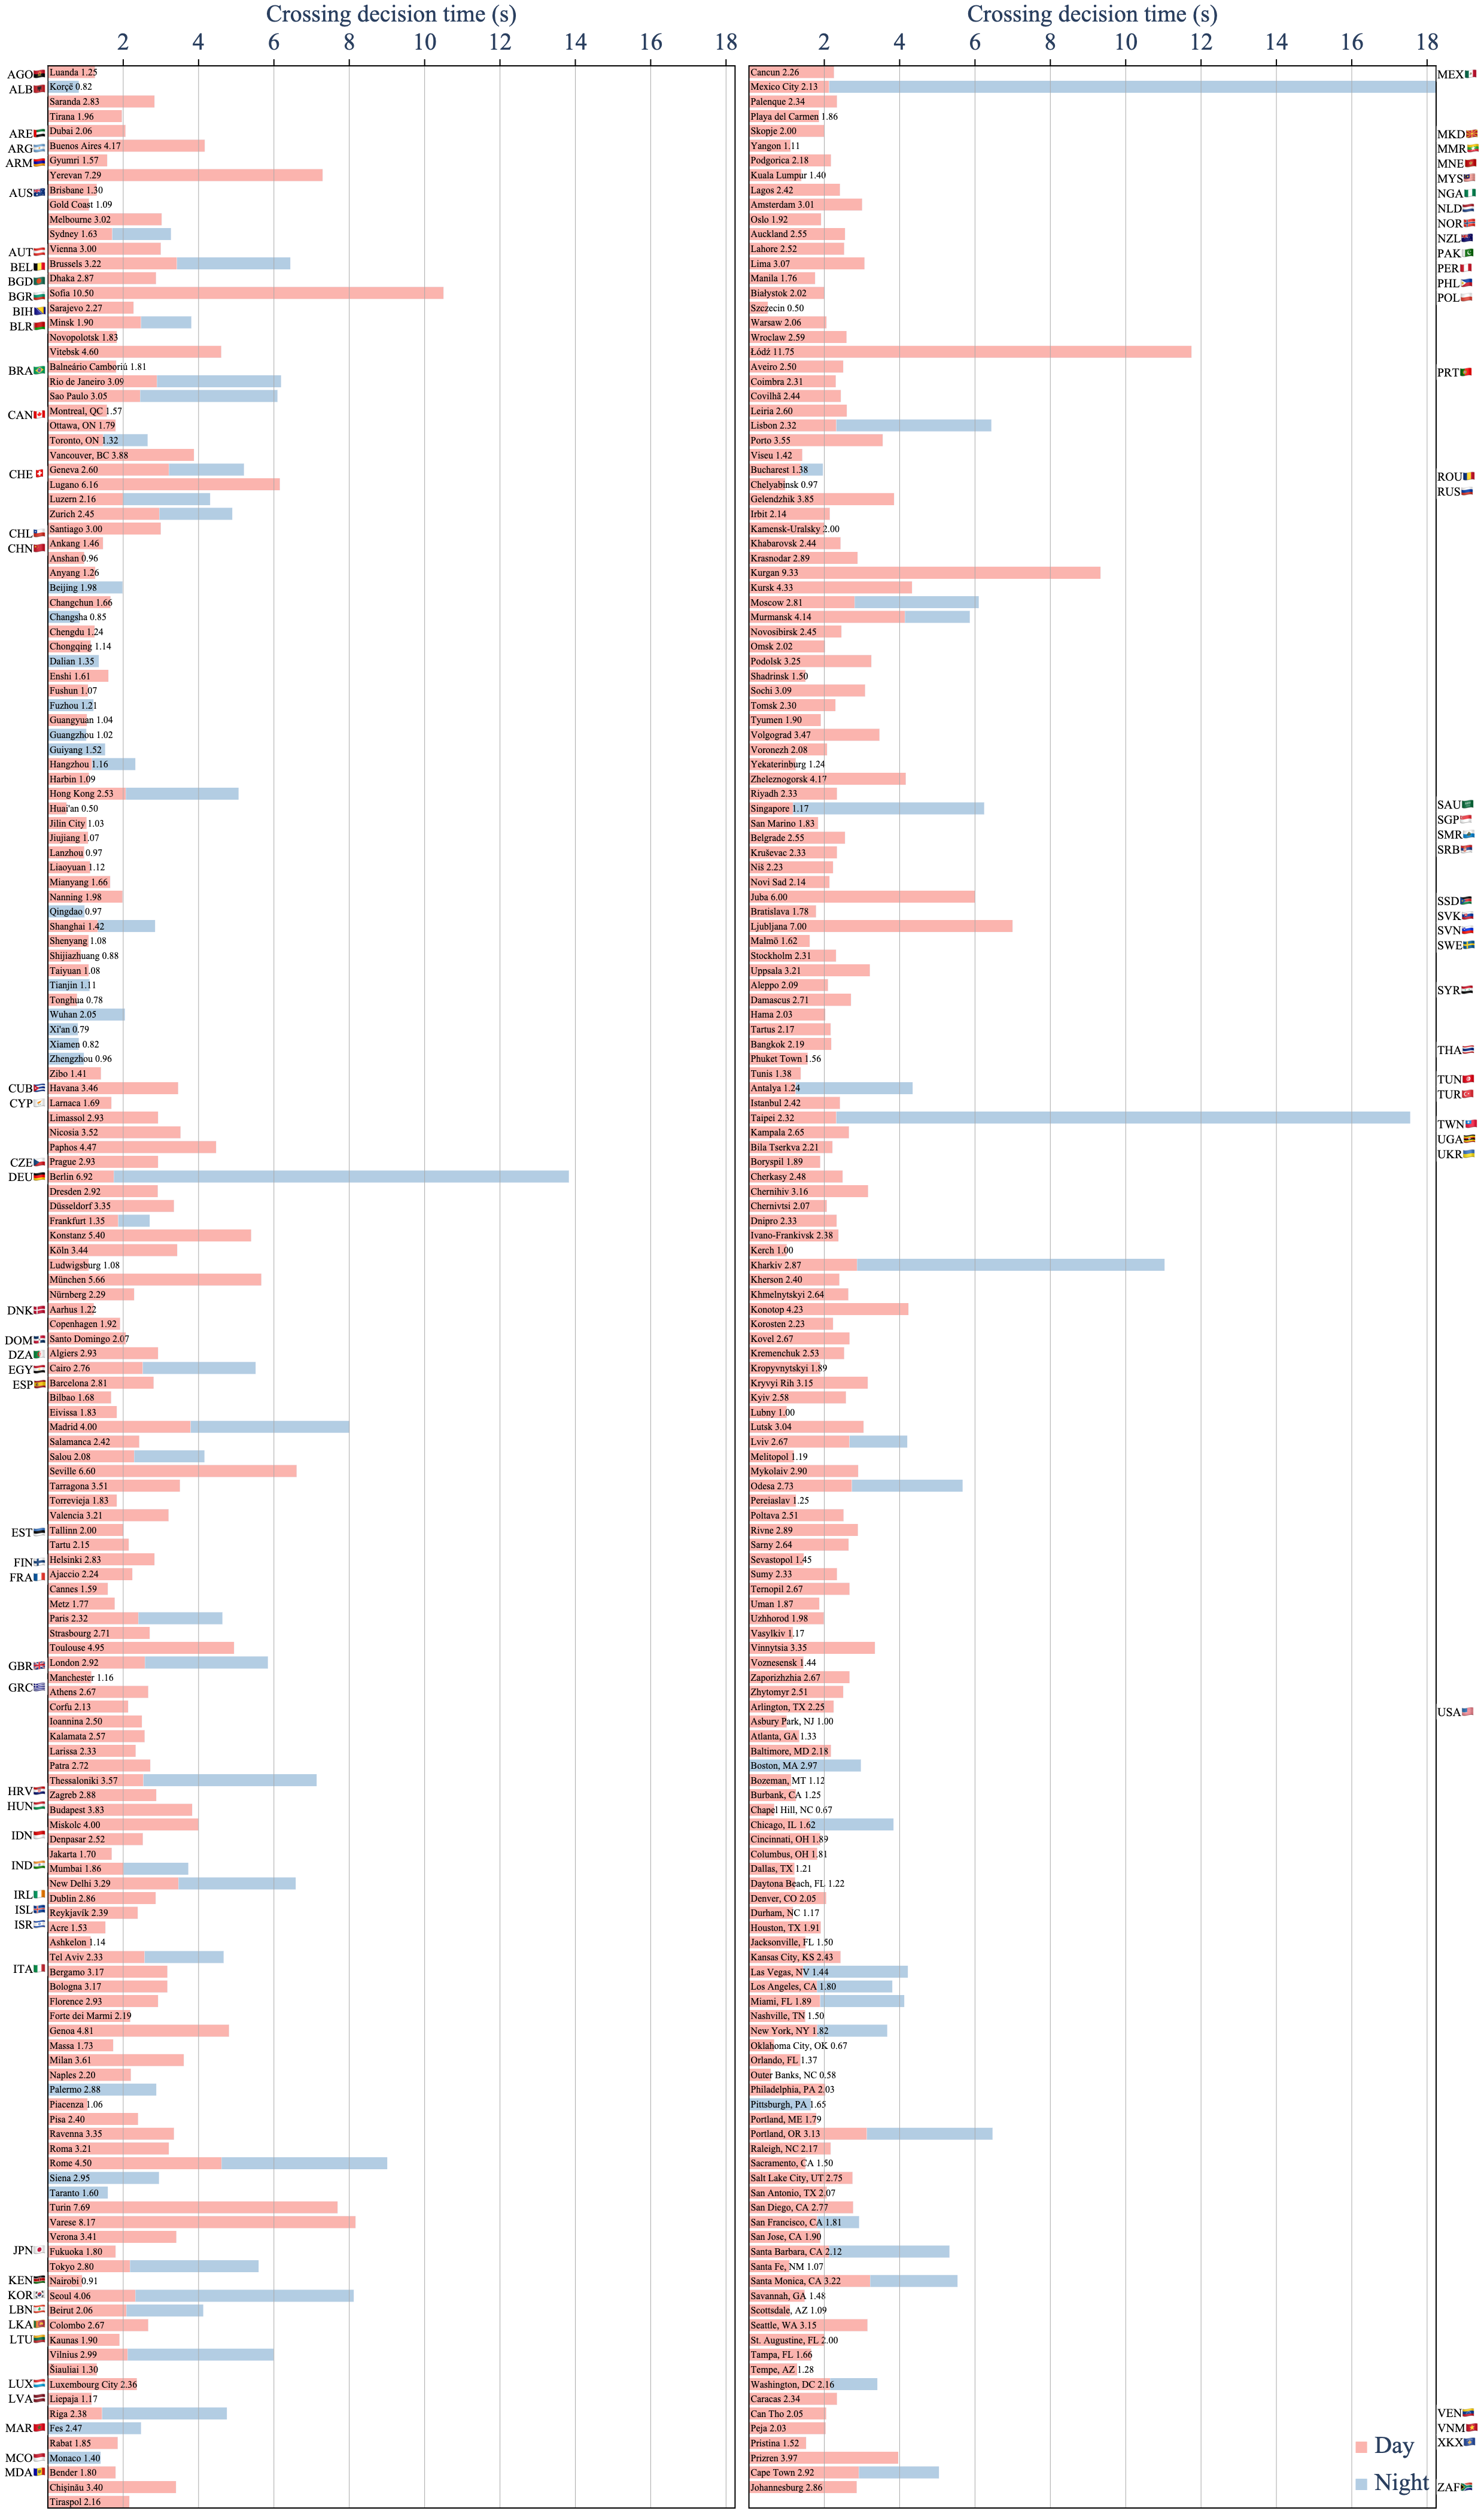 Crossing decision time (s)
2 4 6 8 10 12 14 16 18
AGO
ALB
ARE
ARG
ARM
AUS
AUT
BEL
BGD
BGR
BIH
BLR
BRA
CAN
CHE
CHL
CHN
CUB
CYP
CZE
DEU
DNK
DOM
DZA
EGY
ESP
EST
FIN
FRA
GBR
GRC
HRV
HUN
IDN
IND
IRL
ISL
ISR
ITA
JPN
KEN
KOR
LBN
LKA
LTU
LUX
LVA
MAR
MCO
MDA
Luanda 1.25
Korçë 0.82
Saranda 2.83
Tirana 1.96
Dubai 2.06
Buenos Aires 4.17
Gyumri 1.57
Yerevan 7.29
Brisbane 1.30
Gold Coast 1.09
Melbourne 3.02
Sydney 1.63
Vienna 3.00
Brussels 3.22
Dhaka 2.87
Sofia 10.50
Sarajevo 2.27
Minsk 1.90
Novopolotsk 1.83
Vitebsk 4.60
Balneário Camboriú 1.81
Rio de Janeiro 3.09
Sao Paulo 3.05
Montreal, QC 1.57
Ottawa, ON 1.79
Toronto, ON 1.32
Vancouver, BC 3.88
Geneva 2.60
Lugano 6.16
Luzern 2.16
Zurich 2.45
Santiago 3.00
Ankang 1.46
Anshan 0.96
Anyang 1.26
Beijing 1.98
Changchun 1.66
Changsha 0.85
Chengdu 1.24
Chongqing 1.14
Dalian 1.35
Enshi 1.61
Fushun 1.07
Fuzhou 1.21
Guangyuan 1.04
Guangzhou 1.02
Guiyang 1.52
Hangzhou 1.16
Harbin 1.09
Hong Kong 2.53
Huai'an 0.50
Jilin City 1.03
Jiujiang 1.07
Lanzhou 0.97
Liaoyuan 1.12
Mianyang 1.66
Nanning 1.98
Qingdao 0.97
Shanghai 1.42
Shenyang 1.08
Shijiazhuang 0.88
Taiyuan 1.08
Tianjin 1.11
Tonghua 0.78
Wuhan 2.05
Xi'an 0.79
Xiamen 0.82
Zhengzhou 0.96
Zibo 1.41
Havana 3.46
Larnaca 1.69
Limassol 2.93
Nicosia 3.52
Paphos 4.47
Prague 2.93
Berlin 6.92
Dresden 2.92
Düsseldorf 3.35
Frankfurt 1.35
Konstanz 5.40
Köln 3.44
Ludwigsburg 1.08
München 5.66
Nürnberg 2.29
Aarhus 1.22
Copenhagen 1.92
Santo Domingo 2.07
Algiers 2.93
Cairo 2.76
Barcelona 2.81
Bilbao 1.68
Eivissa 1.83
Madrid 4.00
Salamanca 2.42
Salou 2.08
Seville 6.60
Tarragona 3.51
Torrevieja 1.83
Valencia 3.21
Tallinn 2.00
Tartu 2.15
Helsinki 2.83
Ajaccio 2.24
Cannes 1.59
Metz 1.77
Paris 2.32
Strasbourg 2.71
Toulouse 4.95
London 2.92
Manchester 1.16
Athens 2.67
Corfu 2.13
Ioannina 2.50
Kalamata 2.57
Larissa 2.33
Patra 2.72
Thessaloniki 3.57
Zagreb 2.88
Budapest 3.83
Miskolc 4.00
Denpasar 2.52
Jakarta 1.70
Mumbai 1.86
New Delhi 3.29
Dublin 2.86
Reykjavík 2.39
Acre 1.53
Ashkelon 1.14
Tel Aviv 2.33
Bergamo 3.17
Bologna 3.17
Florence 2.93
Forte dei Marmi 2.19
Genoa 4.81
Massa 1.73
Milan 3.61
Naples 2.20
Palermo 2.88
Piacenza 1.06
Pisa 2.40
Ravenna 3.35
Roma 3.21
Rome 4.50
Siena 2.95
Taranto 1.60
Turin 7.69
Varese 8.17
Verona 3.41
Fukuoka 1.80
Tokyo 2.80
Nairobi 0.91
Seoul 4.06
Beirut 2.06
Colombo 2.67
Kaunas 1.90
Vilnius 2.99
Šiauliai 1.30
Luxembourg City 2.36
Liepaja 1.17
Riga 2.38
Fes 2.47
Rabat 1.85
Monaco 1.40
Bender 1.80
Chișinău 3.40
Tiraspol 2.16
Crossing decision time (s)
2 4 6 8 10 12 14 16 18
Cancun 2.26
Mexico City 2.13
Palenque 2.34
Playa del Carmen 1.86
Skopje 2.00
Yangon 1.11
Podgorica 2.18
Kuala Lumpur 1.40
Lagos 2.42
Amsterdam 3.01
Oslo 1.92
Auckland 2.55
Lahore 2.52
Lima 3.07
Manila 1.76
Białystok 2.02
Szczecin 0.50
Warsaw 2.06
Wroclaw 2.59
Łódź 11.75
Aveiro 2.50
Coimbra 2.31
Covilhã 2.44
Leiria 2.60
Lisbon 2.32
Porto 3.55
Viseu 1.42
Bucharest 1.38
Chelyabinsk 0.97
Gelendzhik 3.85
Irbit 2.14
Kamensk-Uralsky 2.00
Khabarovsk 2.44
Krasnodar 2.89
Kurgan 9.33
Kursk 4.33
Moscow 2.81
Murmansk 4.14
Novosibirsk 2.45
Omsk 2.02
Podolsk 3.25
Shadrinsk 1.50
Sochi 3.09
Tomsk 2.30
Tyumen 1.90
Volgograd 3.47
Voronezh 2.08
Yekaterinburg 1.24
Zheleznogorsk 4.17
Riyadh 2.33
Singapore 1.17
San Marino 1.83
Belgrade 2.55
Kruševac 2.33
Niš 2.23
Novi Sad 2.14
Juba 6.00
Bratislava 1.78
Ljubljana 7.00
Malmö 1.62
Stockholm 2.31
Uppsala 3.21
Aleppo 2.09
Damascus 2.71
Hama 2.03
Tartus 2.17
Bangkok 2.19
Phuket Town 1.56
Tunis 1.38
Antalya 1.24
Istanbul 2.42
Taipei 2.32
Kampala 2.65
Bila Tserkva 2.21
Boryspil 1.89
Cherkasy 2.48
Chernihiv 3.16
Chernivtsi 2.07
Dnipro 2.33
Ivano-Frankivsk 2.38
Kerch 1.00
Kharkiv 2.87
Kherson 2.40
Khmelnytskyi 2.64
Konotop 4.23
Korosten 2.23
Kovel 2.67
Kremenchuk 2.53
Kropyvnytskyi 1.89
Kryvyi Rih 3.15
Kyiv 2.58
Lubny 1.00
Lutsk 3.04
Lviv 2.67
Melitopol 1.19
Mykolaiv 2.90
Odesa 2.73
Pereiaslav 1.25
Poltava 2.51
Rivne 2.89
Sarny 2.64
Sevastopol 1.45
Sumy 2.33
Ternopil 2.67
Uman 1.87
Uzhhorod 1.98
Vasylkiv 1.17
Vinnytsia 3.35
Voznesensk 1.44
Zaporizhzhia 2.67
Zhytomyr 2.51
Arlington, TX 2.25
Asbury Park, NJ 1.00
Atlanta, GA 1.33
Baltimore, MD 2.18
Boston, MA 2.97
Bozeman, MT 1.12
Burbank, CA 1.25
Chapel Hill, NC 0.67
Chicago, IL 1.62
Cincinnati, OH 1.89
Columbus, OH 1.81
Dallas, TX 1.21
Daytona Beach, FL 1.22
Denver, CO 2.05
Durham, NC 1.17
Houston, TX 1.91
Jacksonville, FL 1.50
Kansas City, KS 2.43
Las Vegas, NV 1.44
Los Angeles, CA 1.80
Miami, FL 1.89
Nashville, TN 1.50
New York, NY 1.82
Oklahoma City, OK 0.67
Orlando, FL 1.37
Outer Banks, NC 0.58
Philadelphia, PA 2.03
Pittsburgh, PA 1.65
Portland, ME 1.79
Portland, OR 3.13
Raleigh, NC 2.17
Sacramento, CA 1.50
Salt Lake City, UT 2.75
San Antonio, TX 2.07
San Diego, CA 2.77
San Francisco, CA 1.81
San Jose, CA 1.90
Santa Barbara, CA 2.12
Santa Fe, NM 1.07
Santa Monica, CA 3.22
Savannah, GA 1.48
Scottsdale, AZ 1.09
Seattle, WA 3.15
St. Augustine, FL 2.00
Tampa, FL 1.66
Tempe, AZ 1.28
Washington, DC 2.16
Caracas 2.34
Can Tho 2.05
Peja 2.03
Pristina 1.52
Prizren 3.97
Cape Town 2.92
Johannesburg 2.86
MEX
MKD
MMR
MNE
MYS
NGA
NLD
NOR
NZL
PAK
PER
PHL
POL
PRT
ROU
RUS
SAU
SGP
SMR
SRB
SSD
SVK
SVN
SWE
SYR
THA
TUN
TUR
TWN
UGA
UKR
USA
VEN
VNM
XKX
ZAF
Day
Night